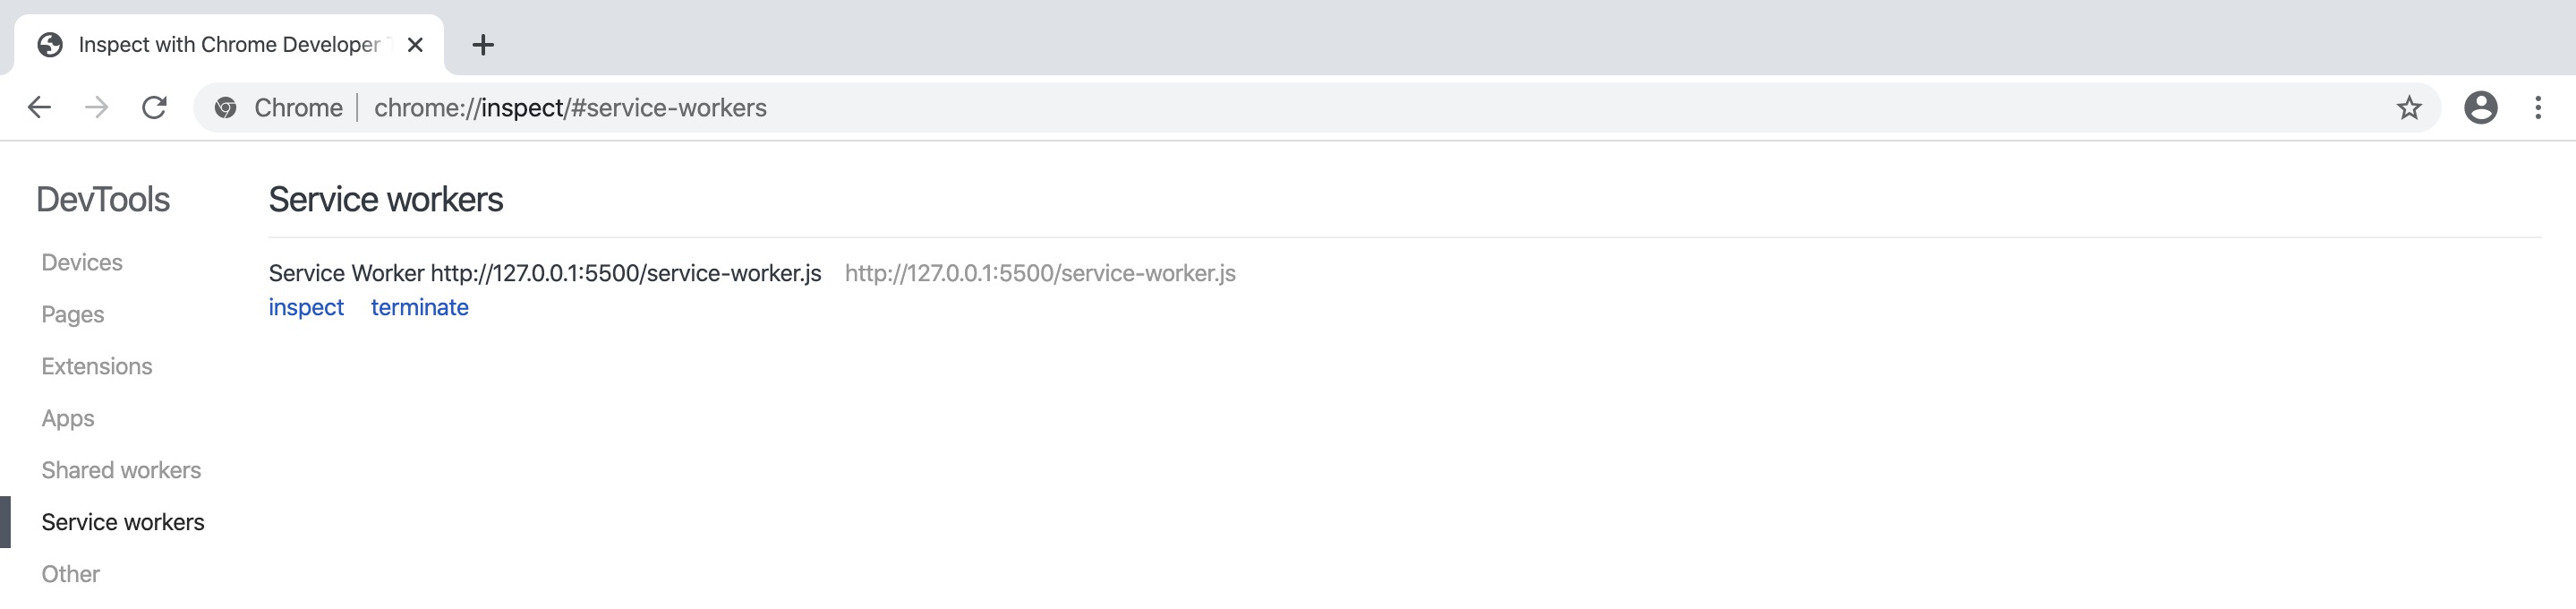 Inspect with Chrome Developer
Chrome chrome://inspect/#service-workers
DevTools
Devices
Pages
Extensions
Apps
Shared workers
Service workers
Other
Service workers
Service Worker http://127.0.0.1:5500/service-worker.js http://127.0.0.1:5500/service-worker.js
inspect terminate